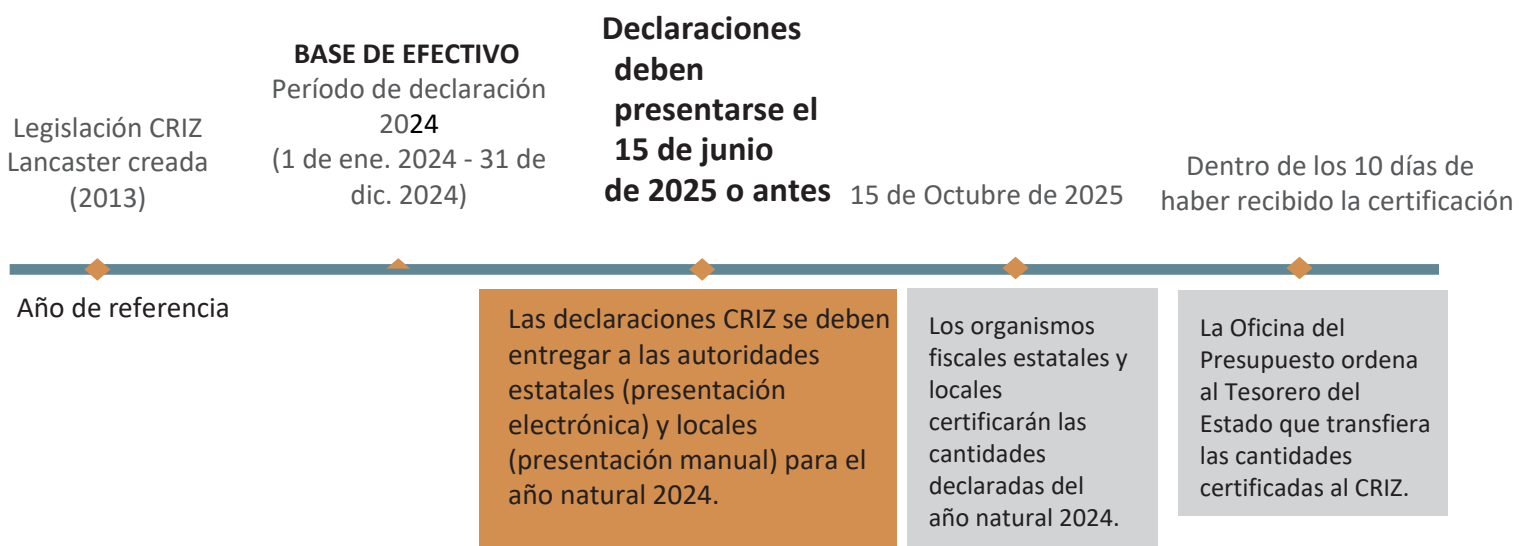 Legislación CRIZ
Lancaster creada
(2013)
BASE DE EFECTIVO
Período de declaración
2024
(1 de ene. 2024 - 31 de
dic. 2024)
Declaraciones
deben
presentarse el
15 de junio
de 2025 o antes
15 de Octubre de 2025
Dentro de los 10 días de
haber recibido la certificación
Año de referencia
Las declaraciones CRIZ se deben
entregar a las autoridades
estatales (presentación
electrónica) y locales
(presentación manual) para el
año natural 2024.
Los organismos
fiscales estatales y
locales
certificarán las
cantidades
declaradas del
año natural 2024.
La Oficina del
Presupuesto ordena
al Tesorero del
Estado que transfiera
las cantidades
certificadas al CRIZ.